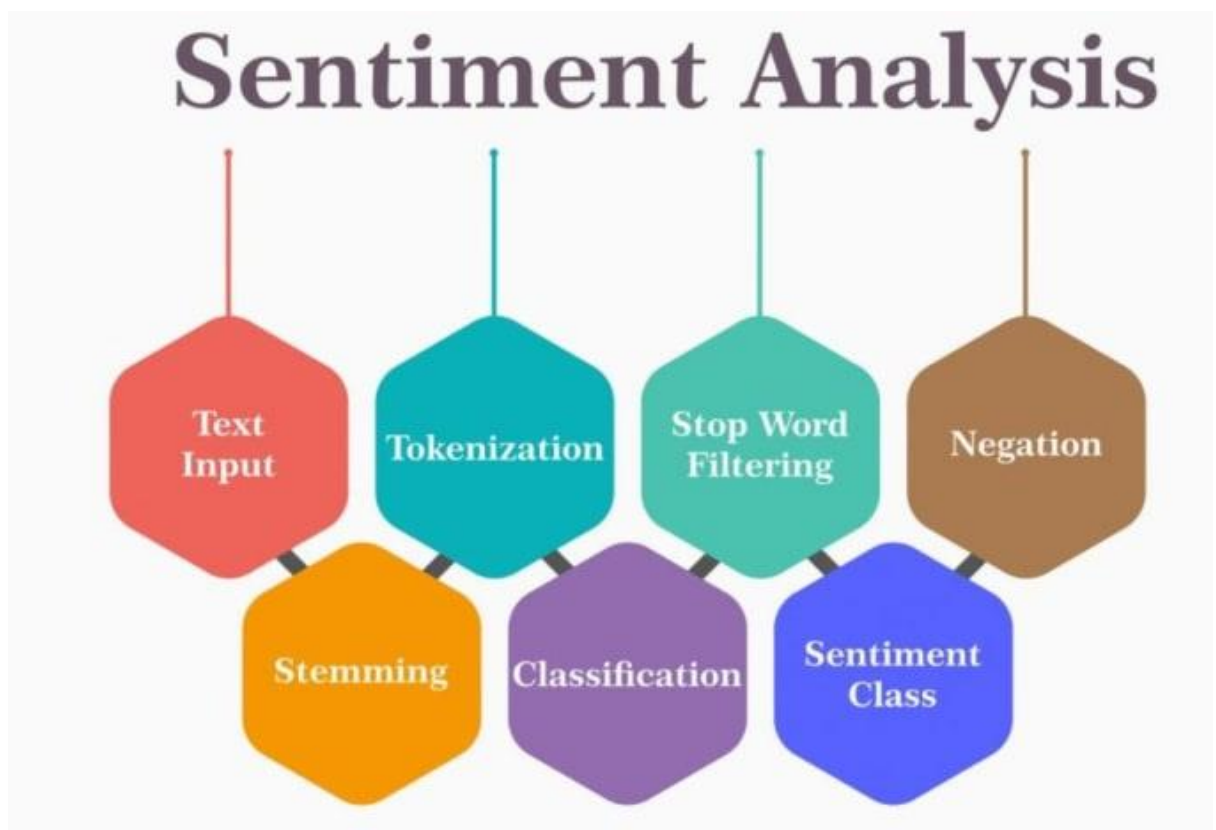 Sentiment Analysis
Text
Input
Tokenization
Stop Word
Filtering
Negation
Stemming
Classification
Sentiment
Class